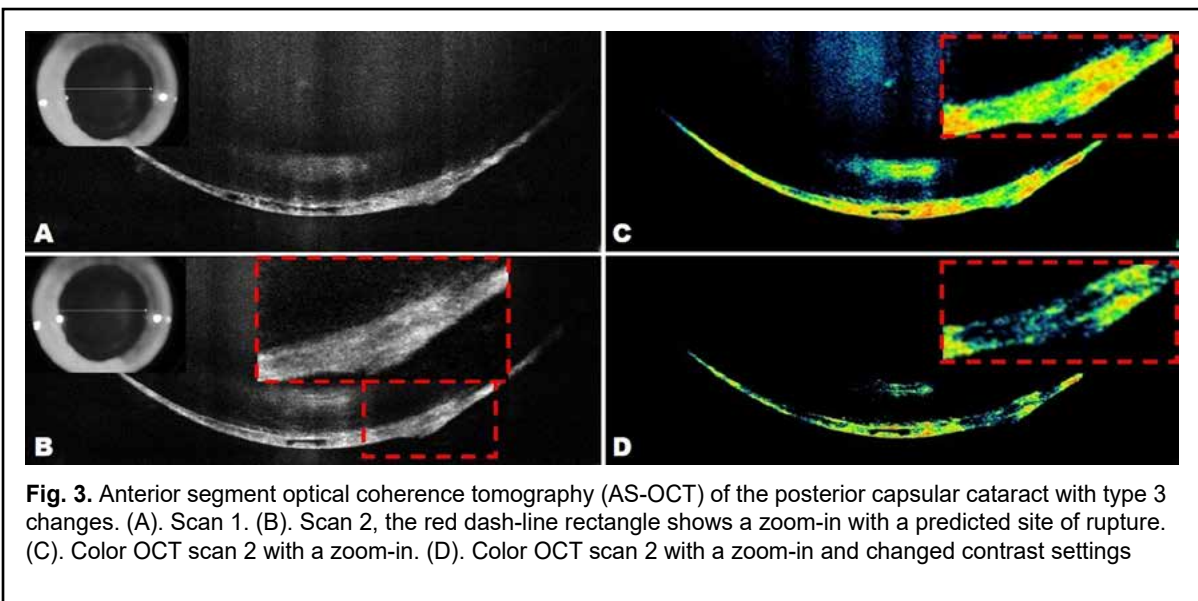 A
C
B
D
Fig. 3. Anterior segment optical coherence tomography (AS-OCT) of the posterior capsular cataract with type 3
changes. (A). Scan 1. (B). Scan 2, the red dash-line rectangle shows a zoom-in with a predicted site of rupture.
(C). Color OCT scan 2 with a zoom-in. (D). Color OCT scan 2 with a zoom-in and changed contrast settings